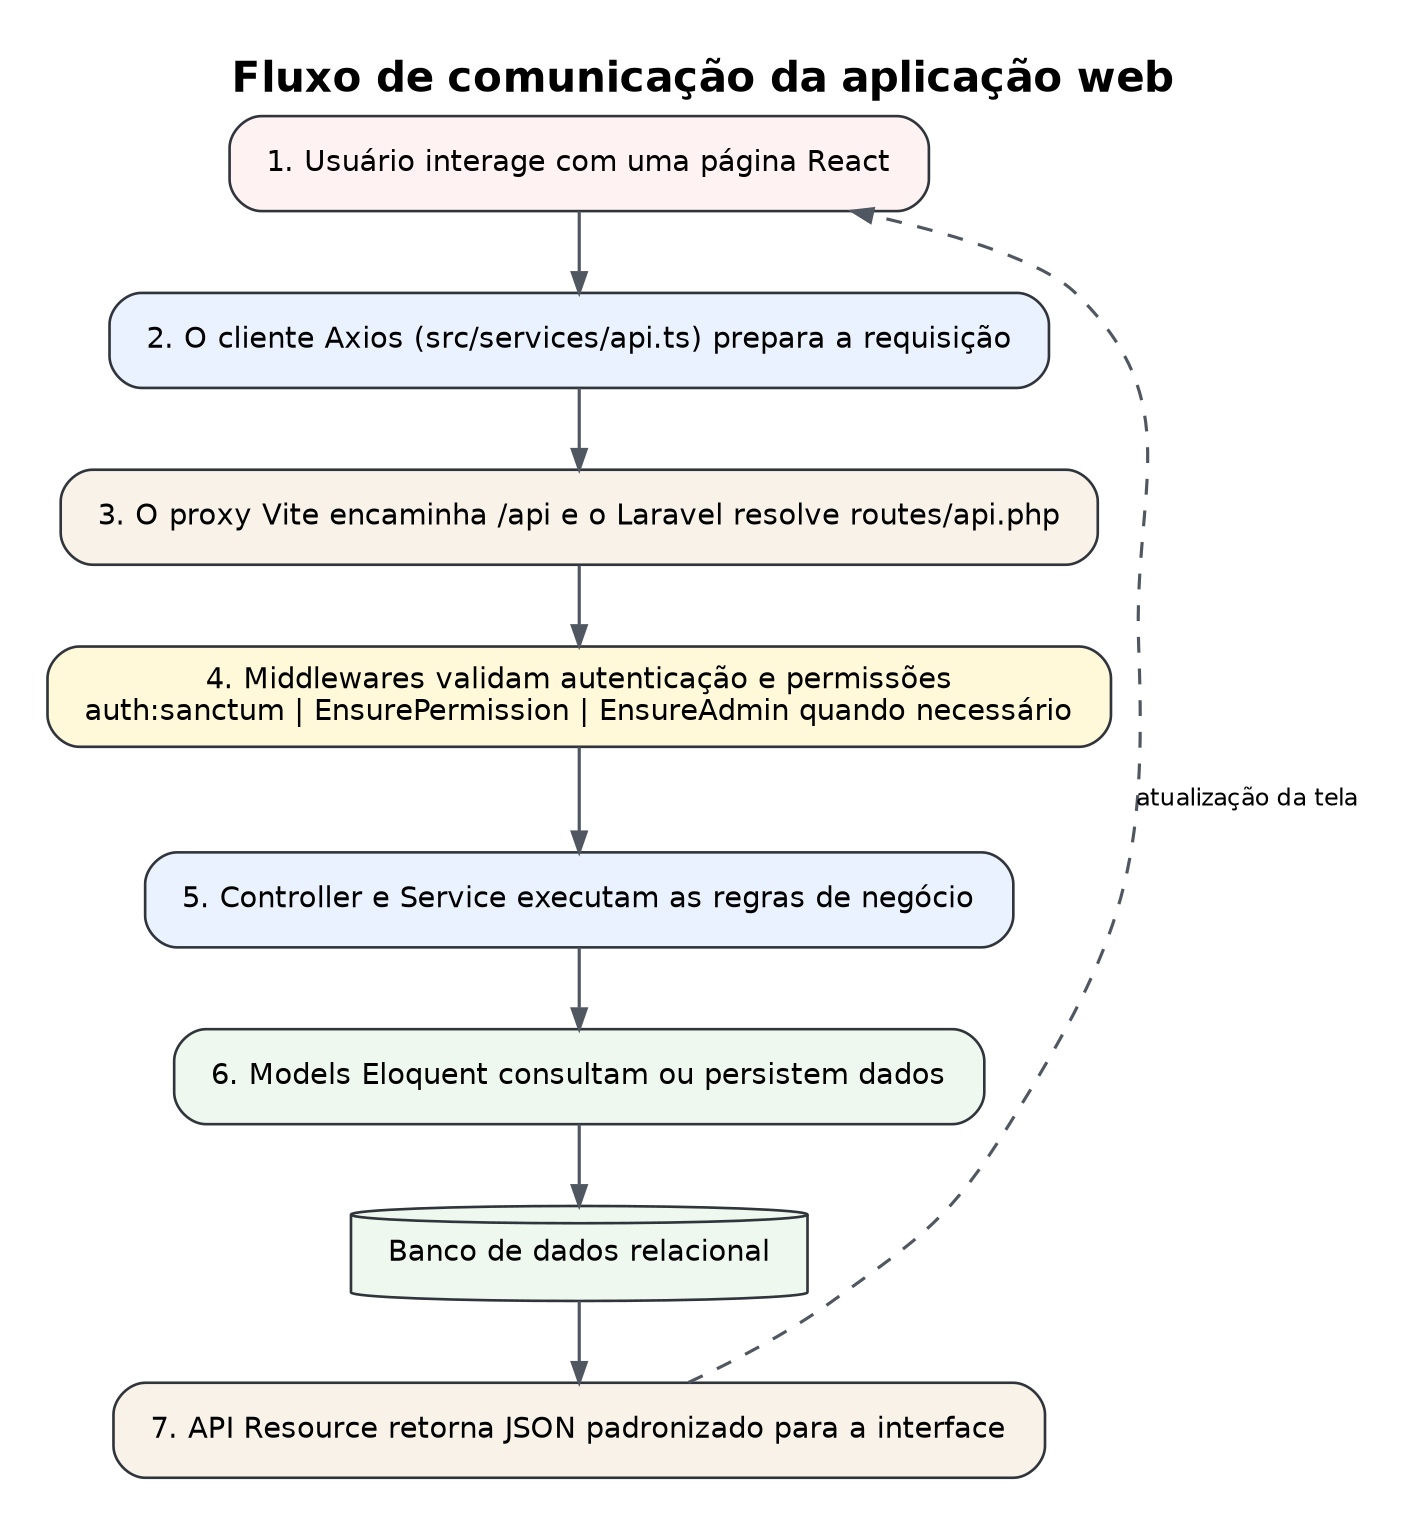 Fluxo de comunicação da aplicação web
1. Usuário interage com uma página React
2. O cliente Axios (src/services/api.ts) prepara a requisição
3. O proxy Vite encaminha /api e o Laravel resolve routes/api.php
4. Middlewares validam autenticação e permissões
auth:sanctum | EnsurePermission | EnsureAdmin quando necessário
atualização da tela
5. Controller e Service executam as regras de negócio
6. Models Eloquent consultam ou persistem dados
Banco de dados relacional
7. API Resource retorna JSON padronizado para a interface